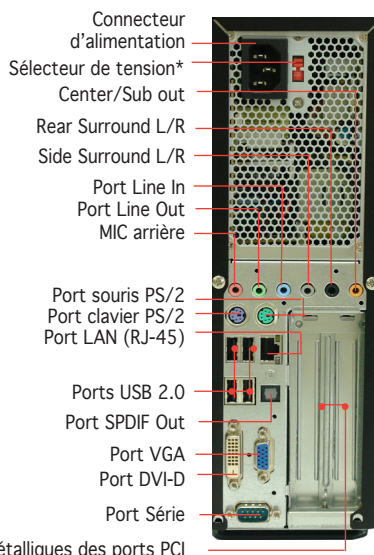 Connecteur
d'alimentation
Sélecteur de tension*
Center/Sub out
Rear Surround L/R
Side Surround L/R
Port Line In
Port Line Out
MIC arrière
Port souris PS/2
Port clavier PS/2
Port LAN (RJ-45)
Ports USB 2.0
Port SPDIF Out
Port VGA
Port DVI-D
Port Série
étalliques des ports PCI